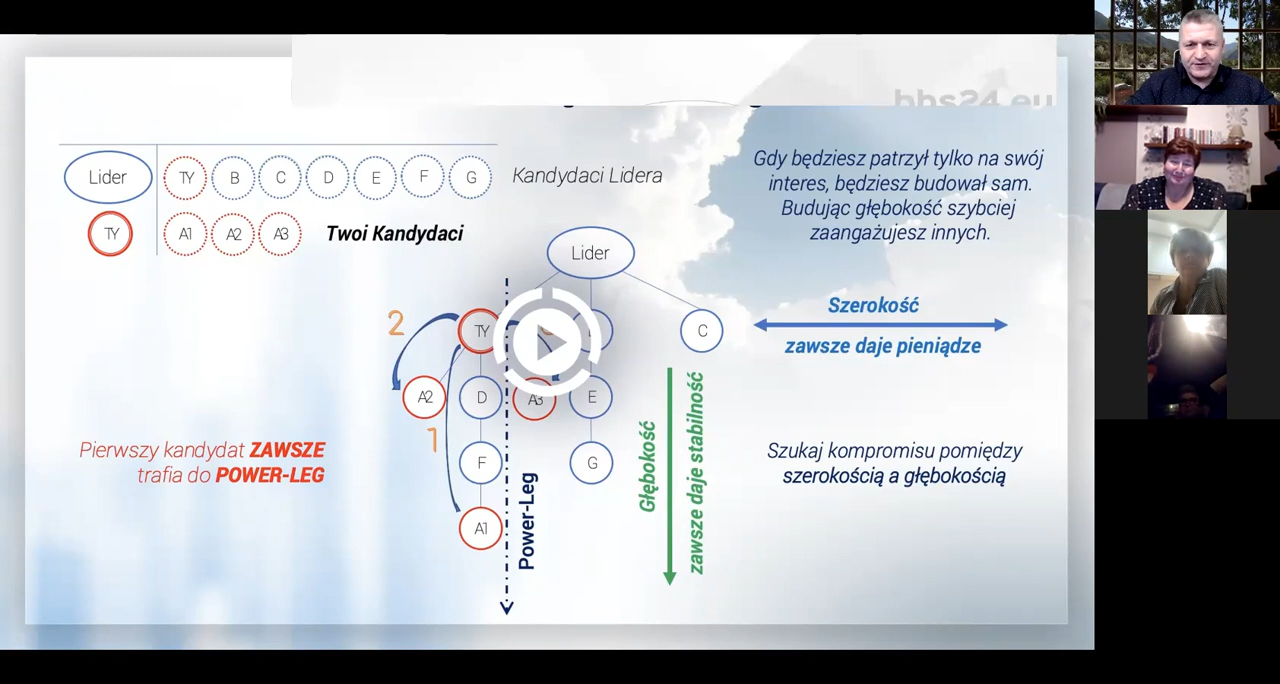 bbs24.eu
Lider
TY B C D E F G
Kandydaci Lidera
TY
A1 A2 A3
Twoi Kandydaci
Gdy będziesz patrzył tylko na swój
interes, będziesz budował sam.
Budując głębokość szybciej
zaangażujesz innych.
Lider
Szerokość
zawsze daje pieniądze
2
TY
C
A2 D A3 E
1
F G
A1
Power-Leg
Głębokość
zawsze daje stabilność
Pierwszy kandydat ZAWSZE
trafia do POWER-LEG
Szukaj kompromisu pomiędzy
szerokością a głębokością